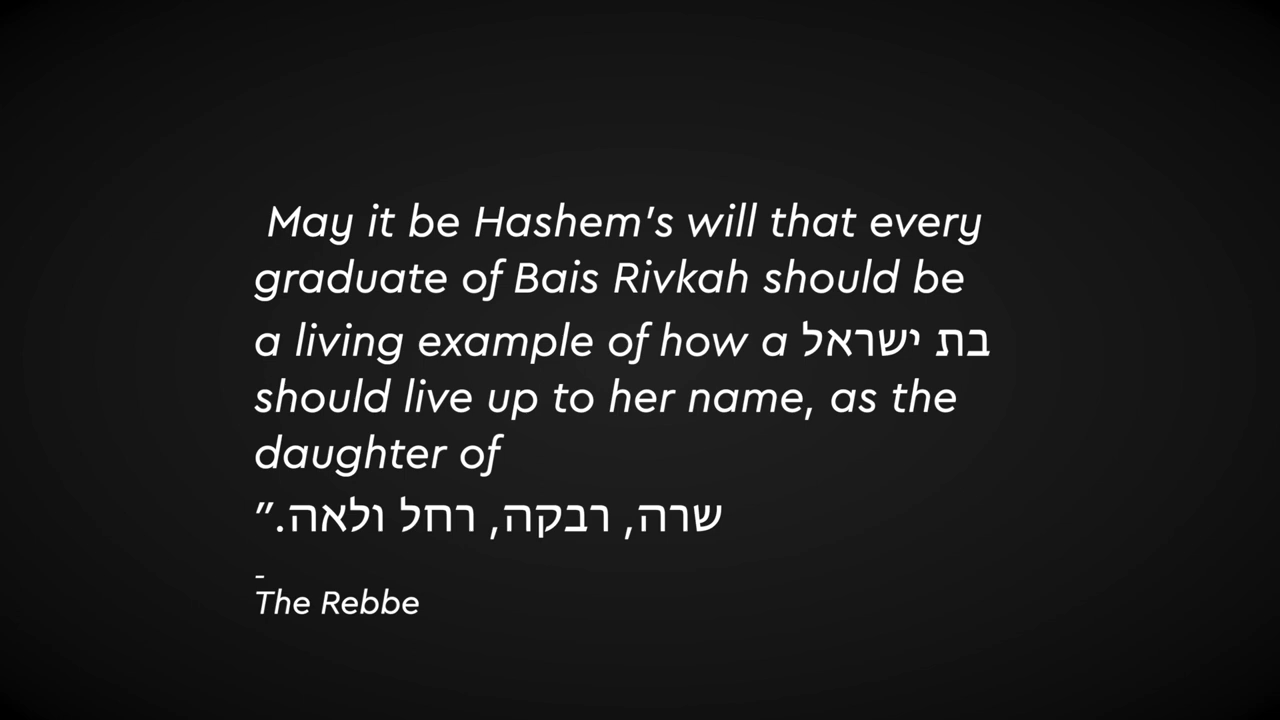 May it be Hashem's will that every
graduate of Bais Rivkah should be
a living example of how a בת ישראל
should live up to her name, as the
daughter of
שרה, רבקה, רחל ולאה."
-
The Rebbe